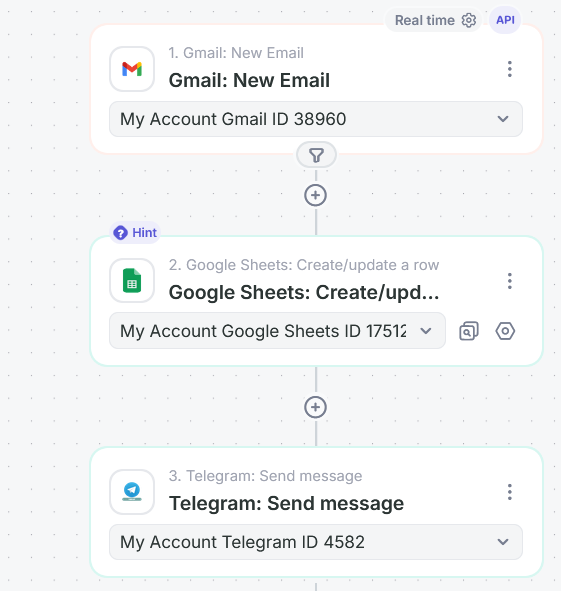 Real time API
1. Gmail: New Email
Gmail: New Email
My Account Gmail ID 38960
? Hint
2. Google Sheets: Create/update a row
Google Sheets: Create/upd...
My Account Google Sheets ID 17512
3. Telegram: Send message
Telegram: Send message
My Account Telegram ID 4582